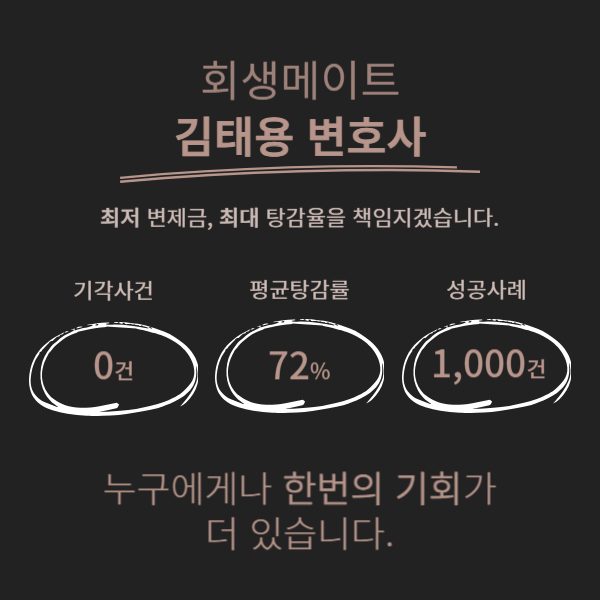 회생메이트
김태용 변호사
최저 변제금, 최대 탕감율을 책임지겠습니다.
기각사건 평균탕감률 성공사례
0건 72% 1,000건
누구에게나 한번의 기회가
더 있습니다.